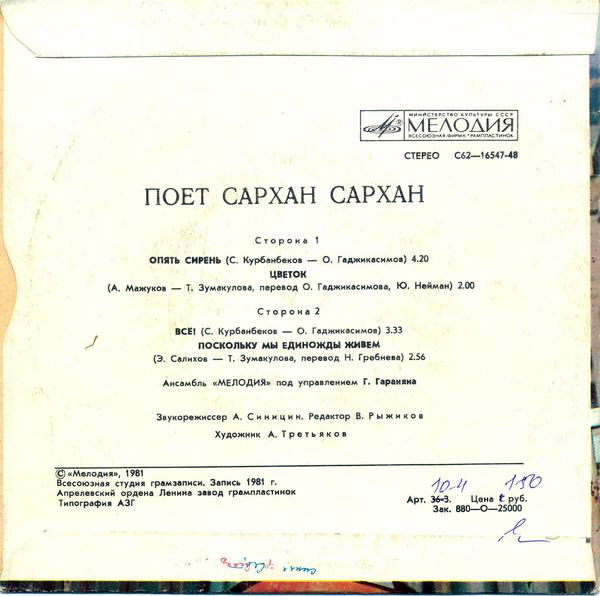 МИНИСТЕРСТВО КУЛЬТУРЫ СССР
МЕЛОДИЯ
ВСЕСОЮЗНАЯ ФИРМА ГРАМПЛАСТИНОК
СТЕРЕО С62—16547-48
ПОЕТ САРХАН САРХАН
Сторона 1
ОПЯТЬ СИРЕНЬ (С. Курбанбеков — О. Гаджикасимов) 4.20
ЦВЕТОК
(А. Мажуков — Т. Зумакулова, перевод О. Гаджикасимова, Ю. Нейман) 2.00
Сторона 2
ВСЕ! (С. Курбанбеков — О. Гаджикасимов) 3.33
ПОСКОЛЬКУ МЫ ЕДИНОЖДЫ ЖИВЕМ
(Э. Салихов — Т. Зумакулова, перевод Н. Гребнева) 2.56
Ансамбль «МЕЛОДИЯ» под управлением Г. Гараняна
Звукорежиссер А. Синицин. Редактор В. Рыжиков
Художник А. Третьяков
© «Мелодия», 1981
Всесоюзная студия грамзаписи. Запись 1981 г.
Апрелевский ордена Ленина завод грампластинок
Типография АЗГ
10-4 1-50
Арт. 36-3. Цена руб.
Зак. 880—О—25000